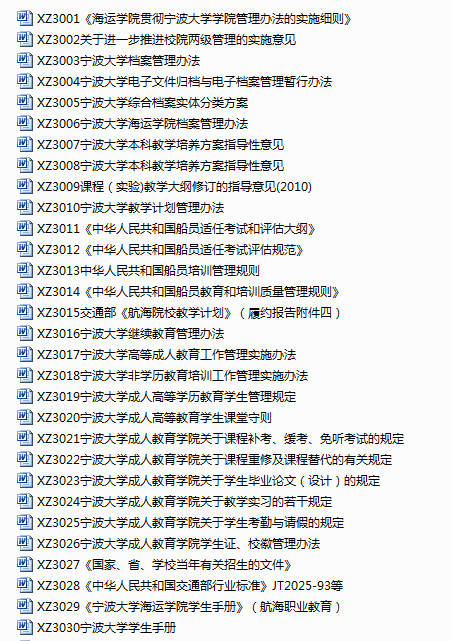 XZ3001《海运学院贯彻宁波大学学院管理办法的实施细则》
XZ3002关于进一步推进校院两级管理的实施意见
XZ3003宁波大学档案管理办法
XZ3004宁波大学电子文件归档与电子档案管理暂行办法
XZ3005宁波大学综合档案实体分类方案
XZ3006宁波大学海运学院档案管理办法
XZ3007宁波大学本科教学培养方案指导性意见
XZ3008宁波大学本科教学培养方案指导性意见
XZ3009课程（实验)教学大纲修订的指导意见(2010)
XZ3010宁波大学教学计划管理办法
XZ3011《中华人民共和国船员适任考试和评估大纲》
XZ3012《中华人民共和国船员适任考试评估规范》
XZ3013中华人民共和国船员培训管理规则
XZ3014《中华人民共和国船员教育和培训质量管理规则》
XZ3015交通部《航海院校教学计划》（履约报告附件四）
XZ3016宁波大学继续教育管理办法
XZ3017宁波大学高等成人教育工作管理实施办法
XZ3018宁波大学非学历教育培训工作管理实施办法
XZ3019宁波大学成人高等学历教育学生管理规定
XZ3020宁波大学成人高等教育学生课堂守则
XZ3021宁波大学成人教育学院关于课程补考、缓考、免听考试的规定
XZ3022宁波大学成人教育学院关于课程重修及课程替代的有关规定
XZ3023宁波大学成人教育学院关于学生毕业论文（设计）的规定
XZ3024宁波大学成人教育学院关于教学实习的若干规定
XZ3025宁波大学成人教育学院关于学生考勤与请假的规定
XZ3026宁波大学成人教育学院学生证、校徽管理办法
XZ3027《国家、省、学校当年有关招生的文件》
XZ3028《中华人民共和国交通部行业标准》JT2025-93等
XZ3029《宁波大学海运学院学生手册》（航海职业教育）
XZ3030宁波大学学生手册